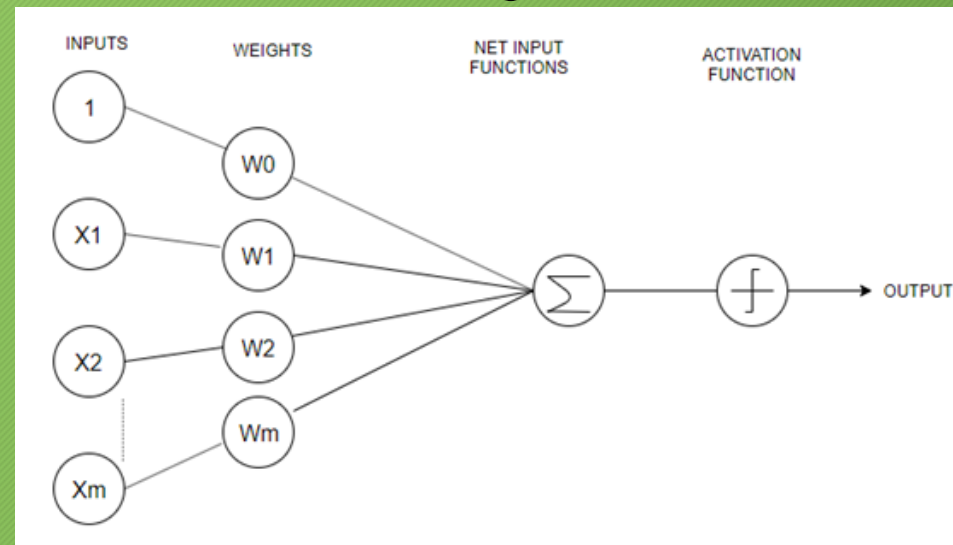 INPUTS
WEIGHTS
NET INPUT
FUNCTIONS
ACTIVATION
FUNCTION
1
W0
X1
W1
X2
W2
Wm
Xm
Σ
OUTPUT